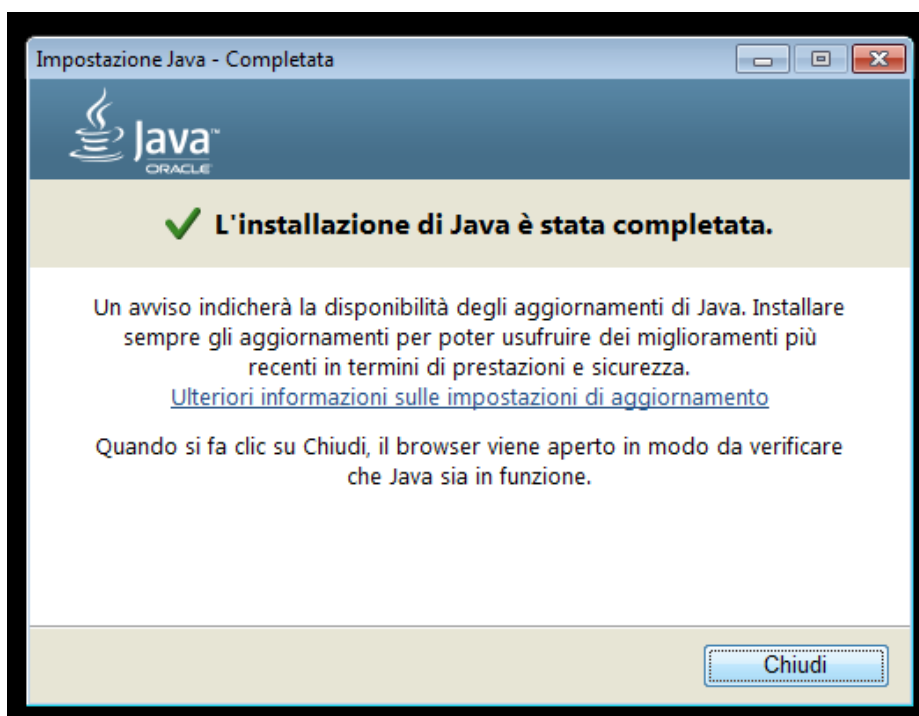 Impostazione Java - Completata
Java™
ORACLE
L'installazione di Java è stata completata.
Un avviso indicherà la disponibilità degli aggiornamenti di Java. Installare
sempre gli aggiornamenti per poter usufruire dei miglioramenti più
recenti in termini di prestazioni e sicurezza.
Ulteriori informazioni sulle impostazioni di aggiornamento
Quando si fa clic su Chiudi, il browser viene aperto in modo da verificare
che Java sia in funzione.
Chiudi